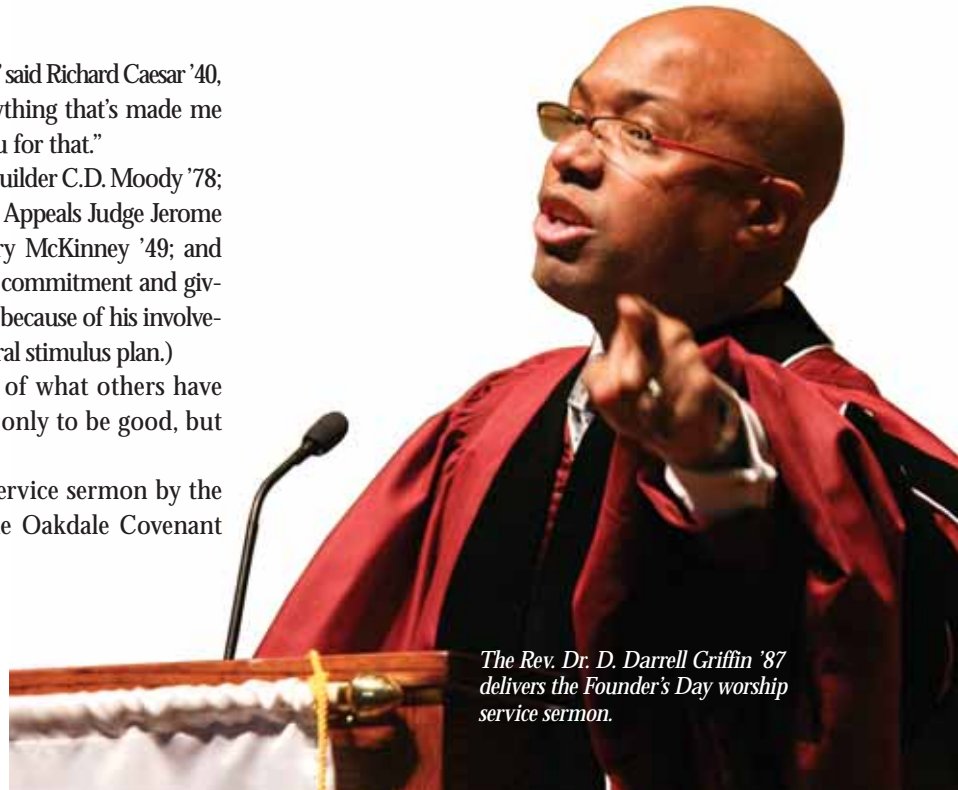 ” said Richard Caesar ’40,
ything that’s made me
u for that.”
uilder C.D. Moody ’78;
Appeals Judge Jerome
ry McKinney ’49; and
commitment and giv-
because of his involve-
ral stimulus plan.)
of what others have
only to be good, but
ervice sermon by the
e Oakdale Covenant
The Rev. Dr. D. Darrell Griffin ’87
delivers the Founder’s Day worship
service sermon.